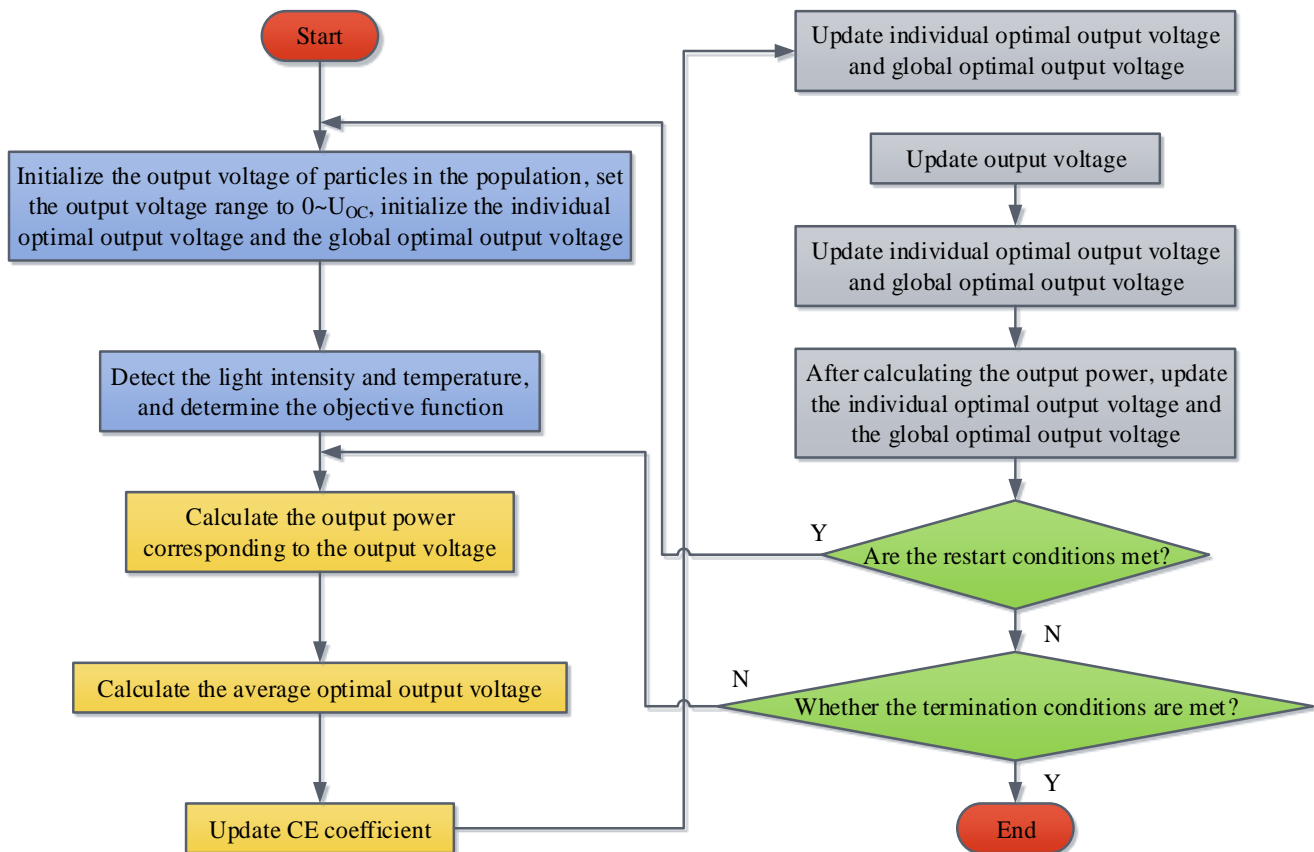 Start
Initialize the output voltage of particles in the population, set
the output voltage range to 0~U_OC, initialize the individual
optimal output voltage and the global optimal output voltage
Detect the light intensity and temperature,
and determine the objective function
Calculate the output power
corresponding to the output voltage
Calculate the average optimal output voltage
Update CE coefficient
Update individual optimal output voltage
and global optimal output voltage
Update output voltage
Update individual optimal output voltage
and global optimal output voltage
After calculating the output power, update
the individual optimal output voltage and
the global optimal output voltage
Y
Are the restart conditions met?
N
N
Whether the termination conditions are met?
Y
End